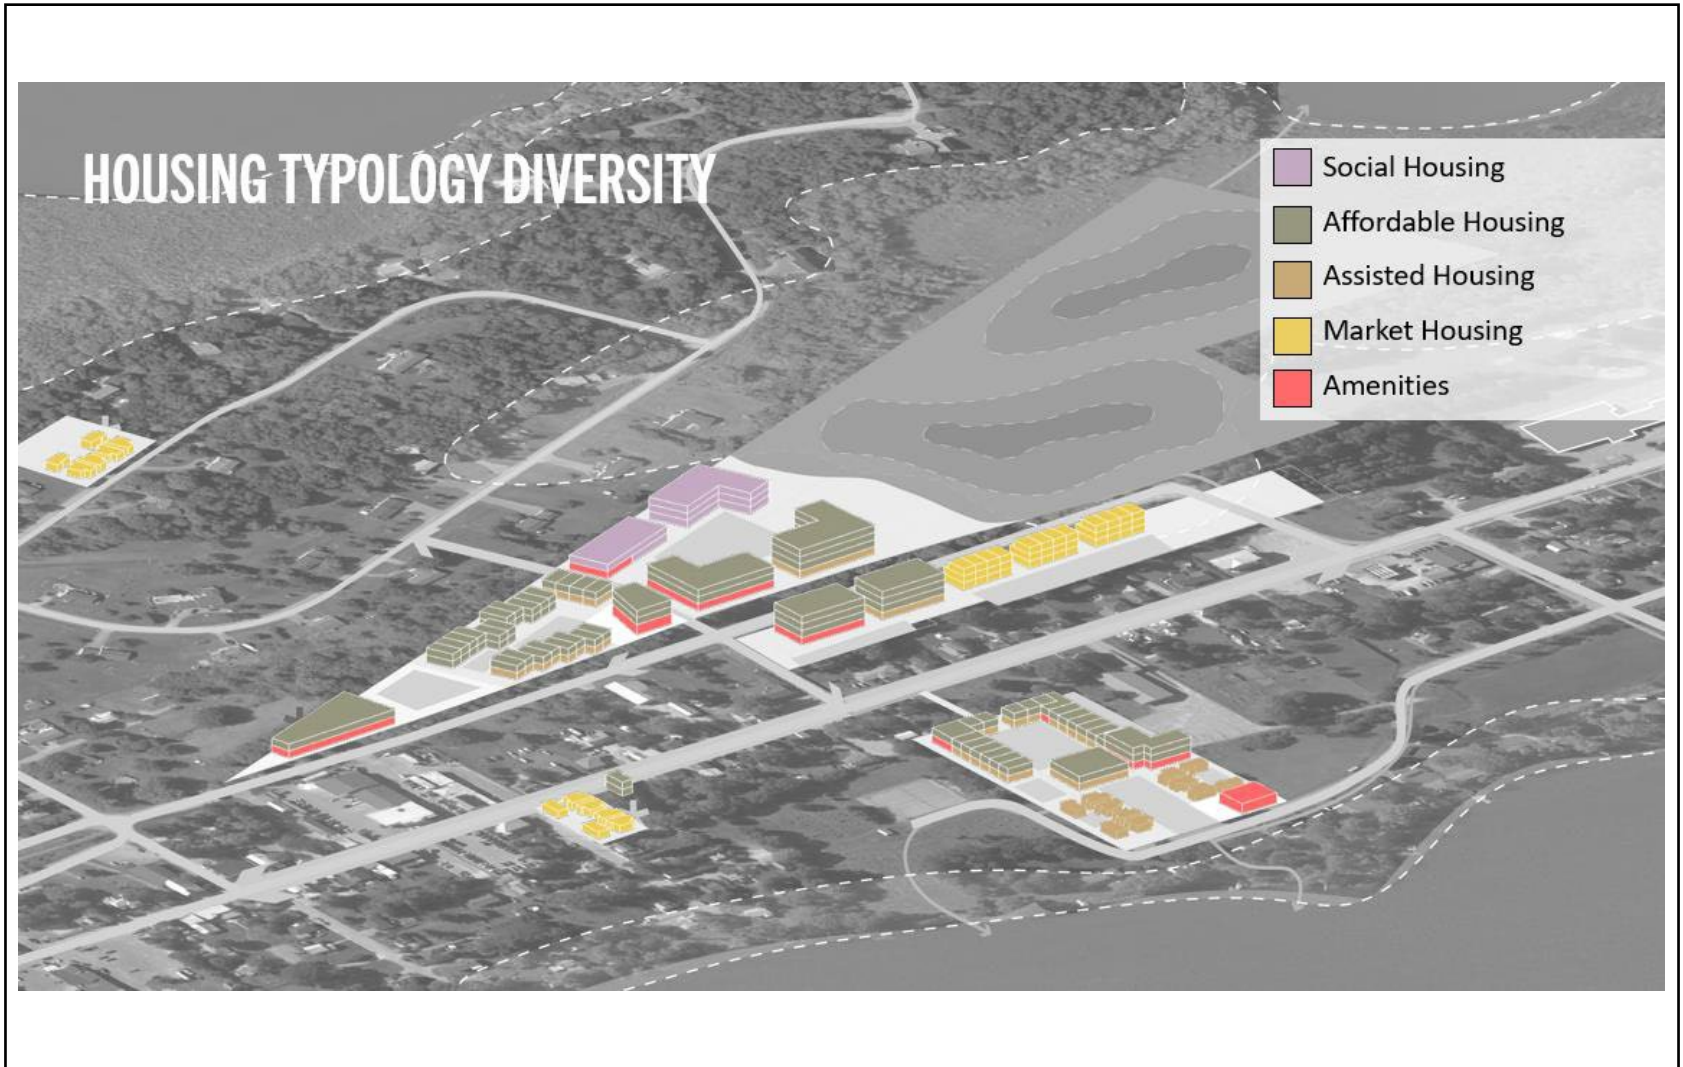 HOUSING TYPOLOGY DIVERSITY
Social Housing
Affordable Housing
Assisted Housing
Market Housing
Amenities